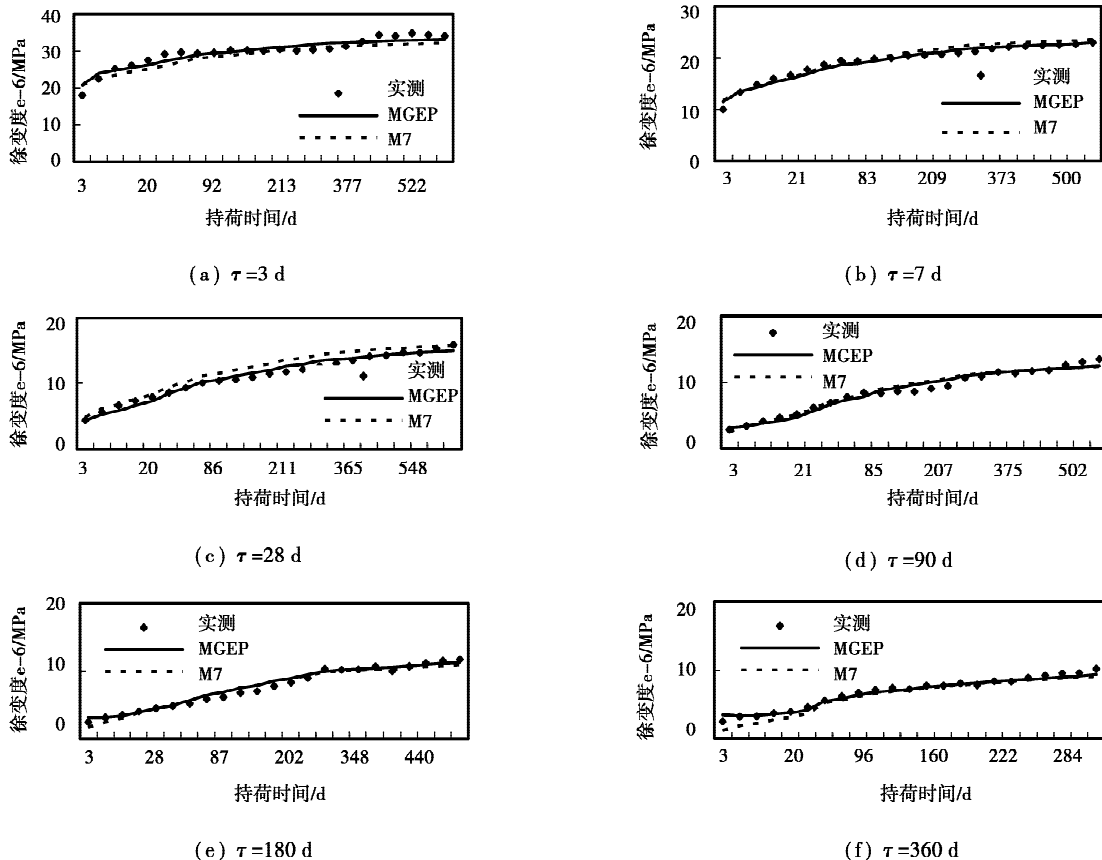 徐变度e-6/MPa
40
30
20
10
0
实测
MGEP
M7
3 20 92 213 377 522
持荷时间/d
(a) τ=3 d
徐变度e-6/MPa
30
20
10
0
实测
MGEP
M7
3 21 83 209 373 500
持荷时间/d
(b) τ=7 d
徐变度e-6/MPa
20
10
0
实测
MGEP
M7
3 20 86 211 365 548
持荷时间/d
(c) τ=28 d
徐变度e-6/MPa
20
10
0
实测
MGEP
M7
3 21 85 207 375 502
持荷时间/d
(d) τ=90 d
徐变度e-6/MPa
20
10
0
实测
MGEP
M7
3 28 87 202 348 440
持荷时间/d
(e) τ=180 d
徐变度e-6/MPa
20
10
0
实测
MGEP
M7
3 20 96 160 222 284
持荷时间/d
(f) τ=360 d